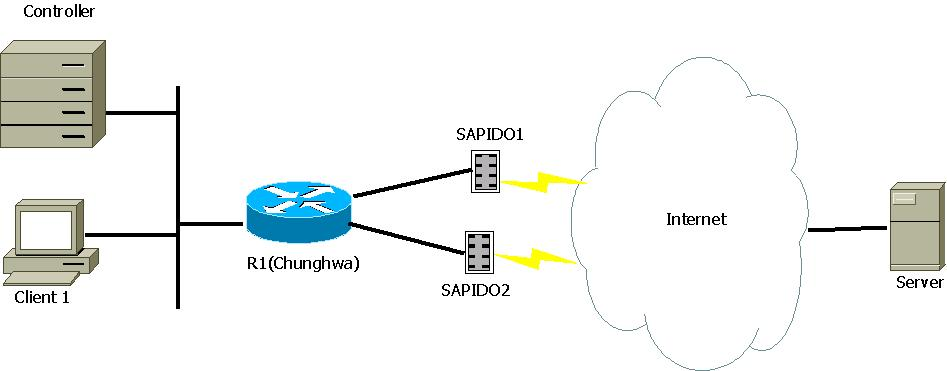 Controller
SAPIDO1
Internet
R1(Chunghwa)
Client 1
SAPIDO2
Server